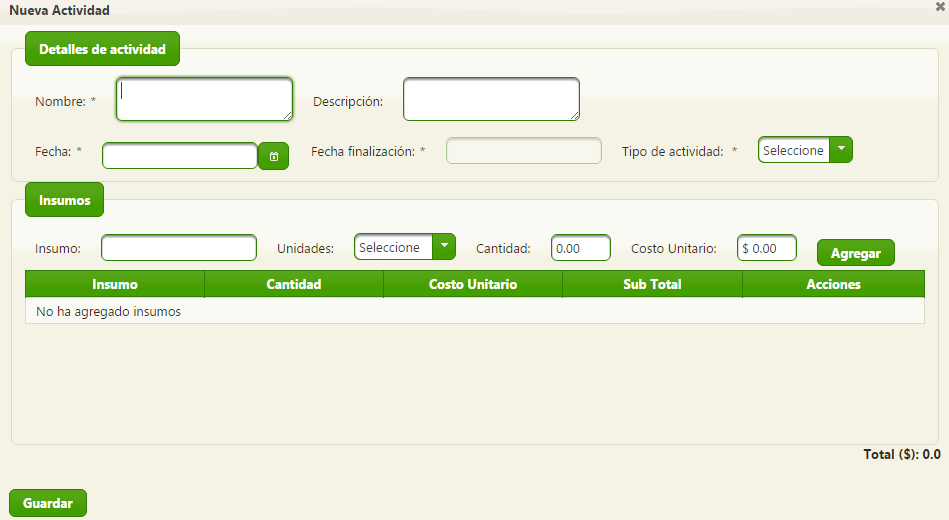 Nueva Actividad
Detalles de actividad
Nombre: * Descripción:
Fecha: * Fecha finalización: * Tipo de actividad: * Seleccione
Insumos
Insumo: Unidades: Seleccione Cantidad: 0.00 Costo Unitario: $ 0.00 Agregar
Insumo Cantidad Costo Unitario Sub Total Acciones
No ha agregado insumos
Total ($): 0.0
Guardar